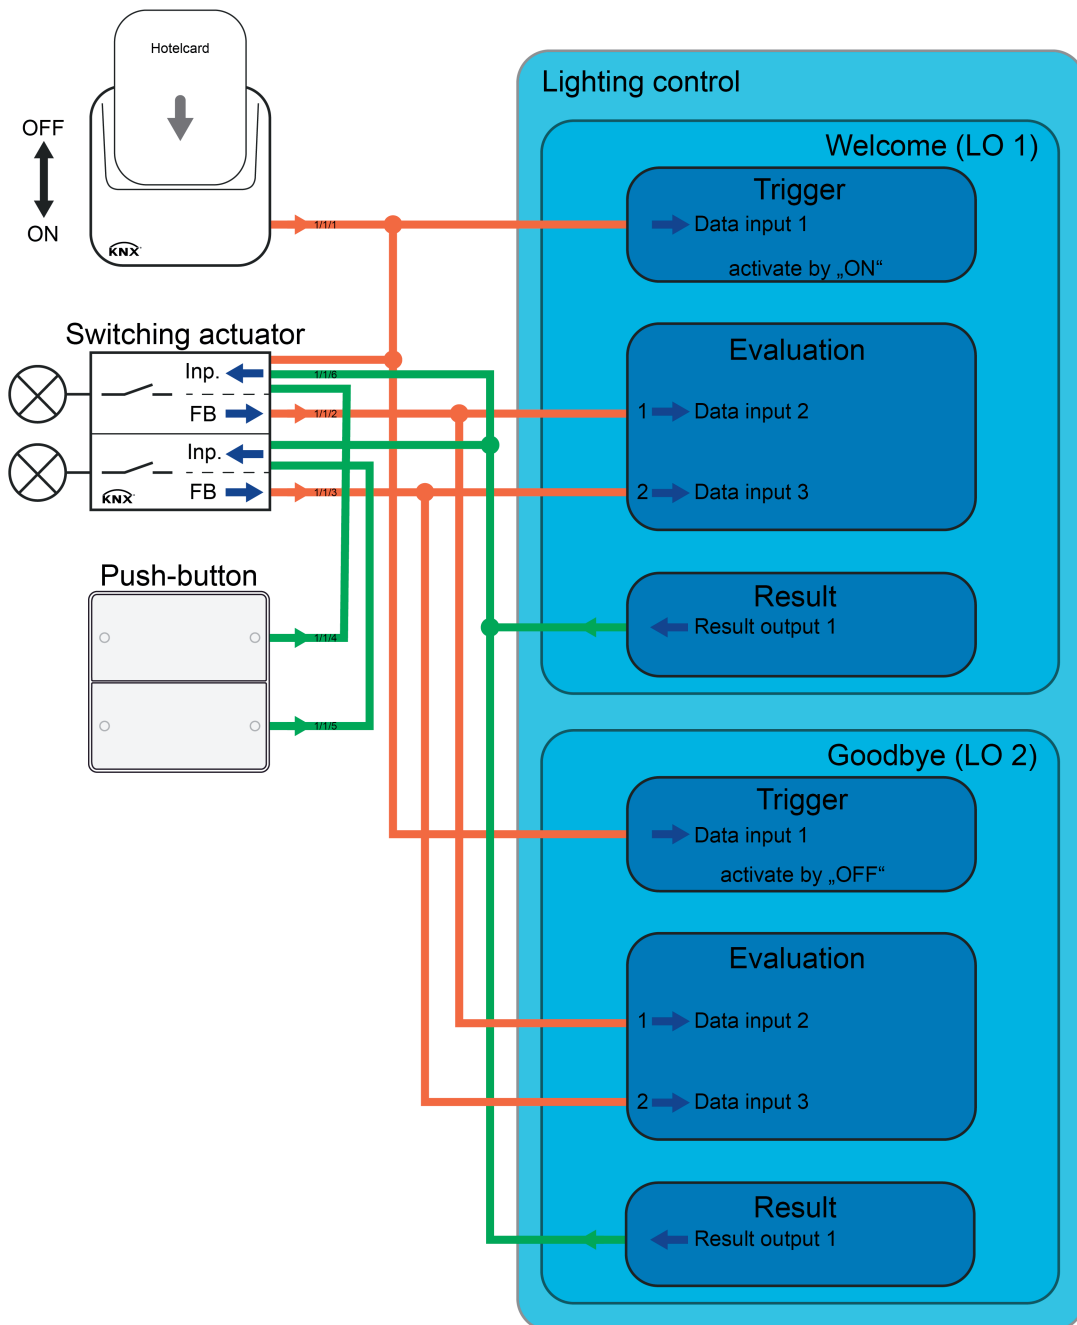 Hotelcard
OFF
ON
KNX
1/1/1
Switching actuator
Inp.
1/1/6
FB
1/1/2
Inp.
FB
1/1/3
KNX
Push-button
1/1/4
1/1/5
Lighting control
Welcome (LO 1)
Trigger
Data input 1
activate by „ON“
Evaluation
1 Data input 2
2 Data input 3
Result
Result output 1
Goodbye (LO 2)
Trigger
Data input 1
activate by „OFF“
Evaluation
1 Data input 2
2 Data input 3
Result
Result output 1